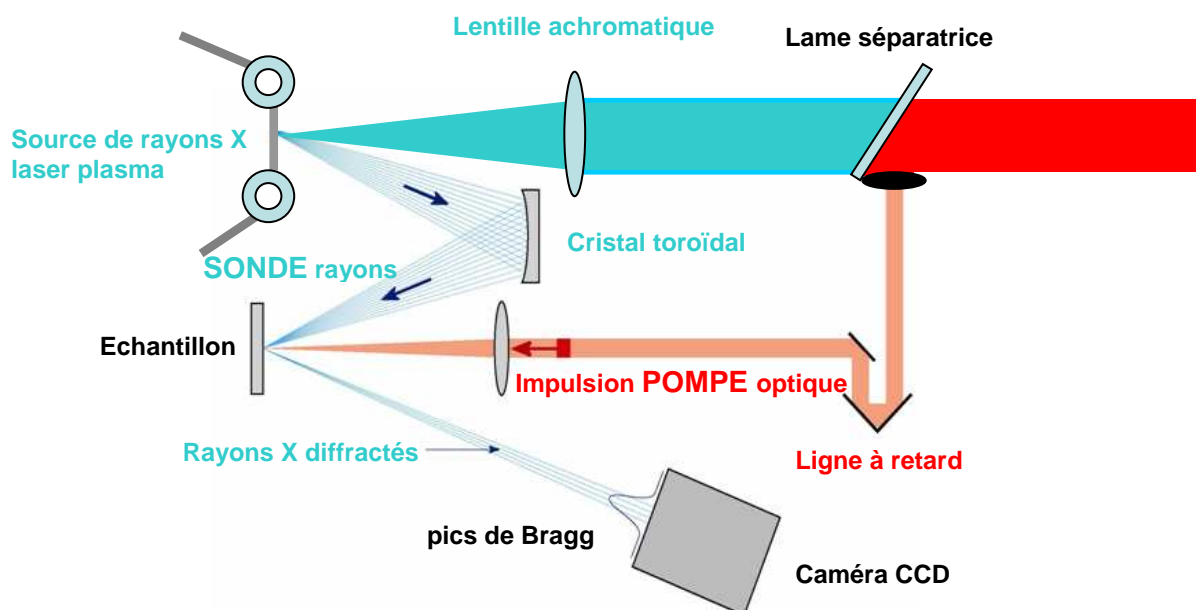 Lentille achromatique
Lame séparatrice
Source de rayons X
laser plasma
Cristal toroïdal
SONDE rayons
Echantillon
Impulsion POMPE optique
Rayons X diffractés
Ligne à retard
pics de Bragg
Caméra CCD